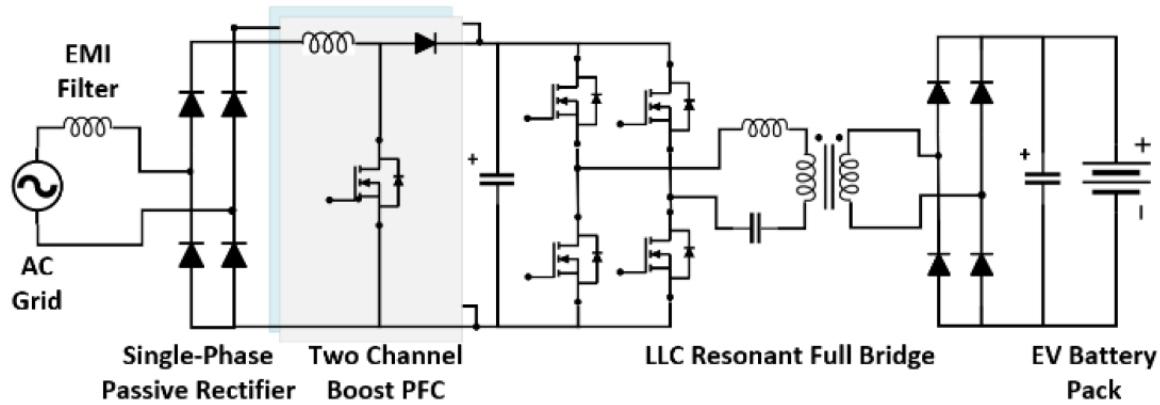 EMI
Filter
AC
Grid
+
+
+
−
Single-Phase
Passive Rectifier
Two Channel
Boost PFC
LLC Resonant Full Bridge
EV Battery
Pack